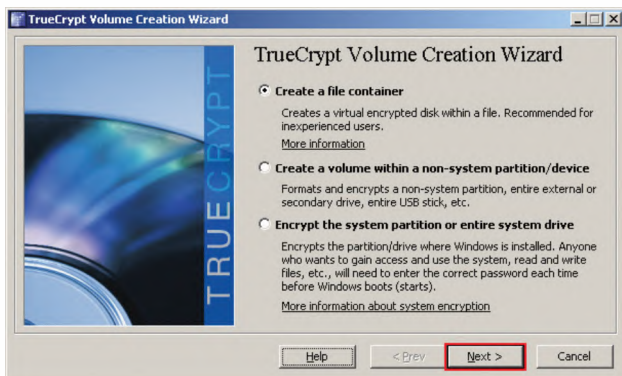 TrueCrypt Volume Creation Wizard
TRUECRYPT
TrueCrypt Volume Creation Wizard
Create a file container
Creates a virtual encrypted disk within a file. Recommended for
inexperienced users.
More information
Create a volume within a non-system partition/device
Formats and encrypts a non-system partition, entire external or
secondary drive, entire USB stick, etc.
Encrypt the system partition or entire system drive
Encrypts the partition/drive where Windows is installed. Anyone
who wants to gain access and use the system, read and write
files, etc., will need to enter the correct password each time
before Windows boots (starts).
More information about system encryption
Help
< Prev
Next >
Cancel